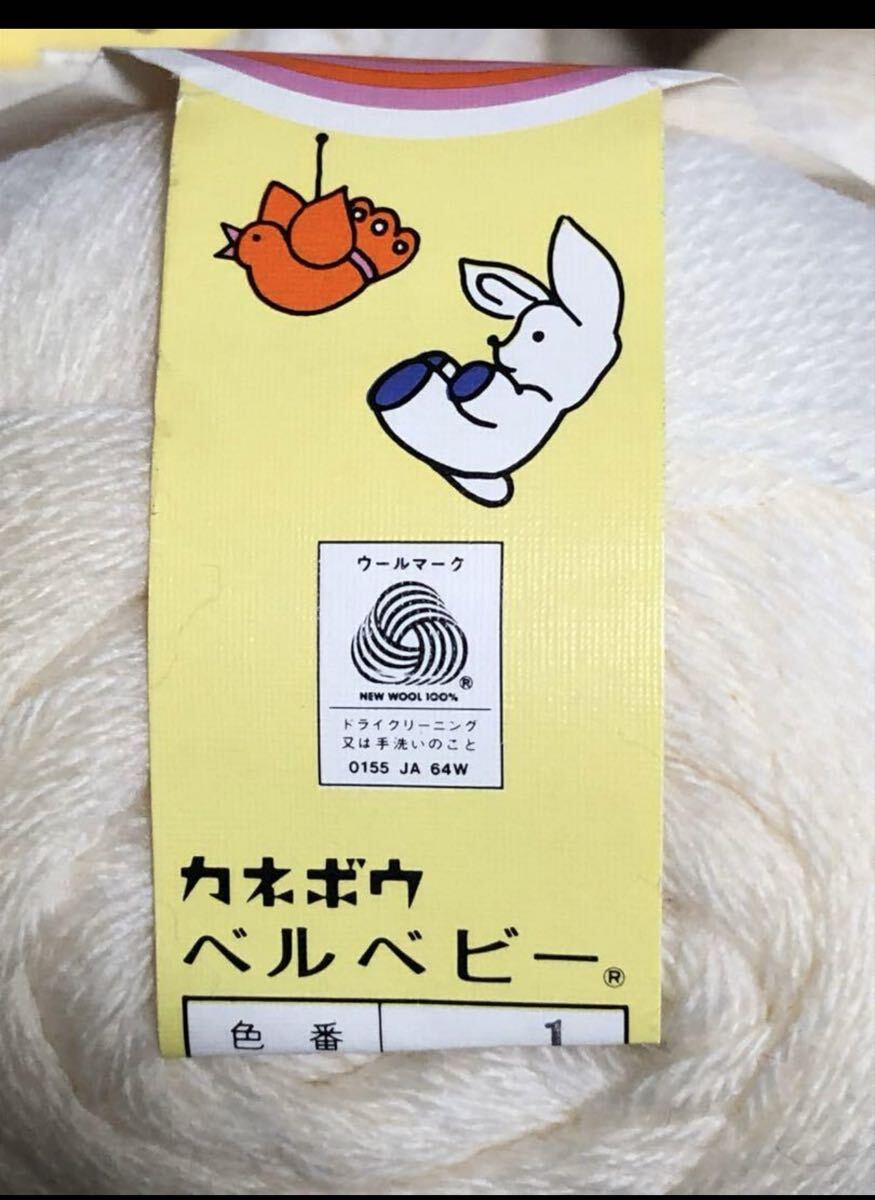 ウールマーク
®
NEW WOOL 100%
ドライクリーニング
又は手洗いのこと
0155 JA 64W
カネボウ
ベルベビー®
色番 1